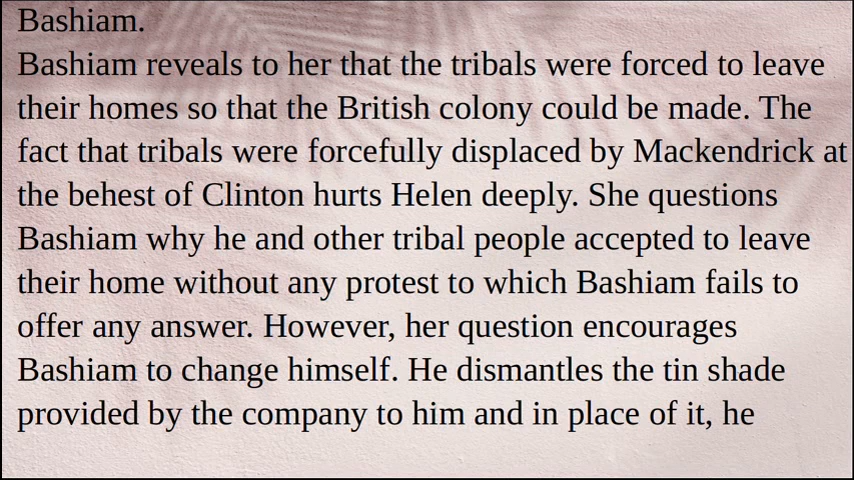 Bashiam.
Bashiam reveals to her that the tribals were forced to leave
their homes so that the British colony could be made. The
fact that tribals were forcefully displaced by Mackendrick at
the behest of Clinton hurts Helen deeply. She questions
Bashiam why he and other tribal people accepted to leave
their home without any protest to which Bashiam fails to
offer any answer. However, her question encourages
Bashiam to change himself. He dismantles the tin shade
provided by the company to him and in place of it, he